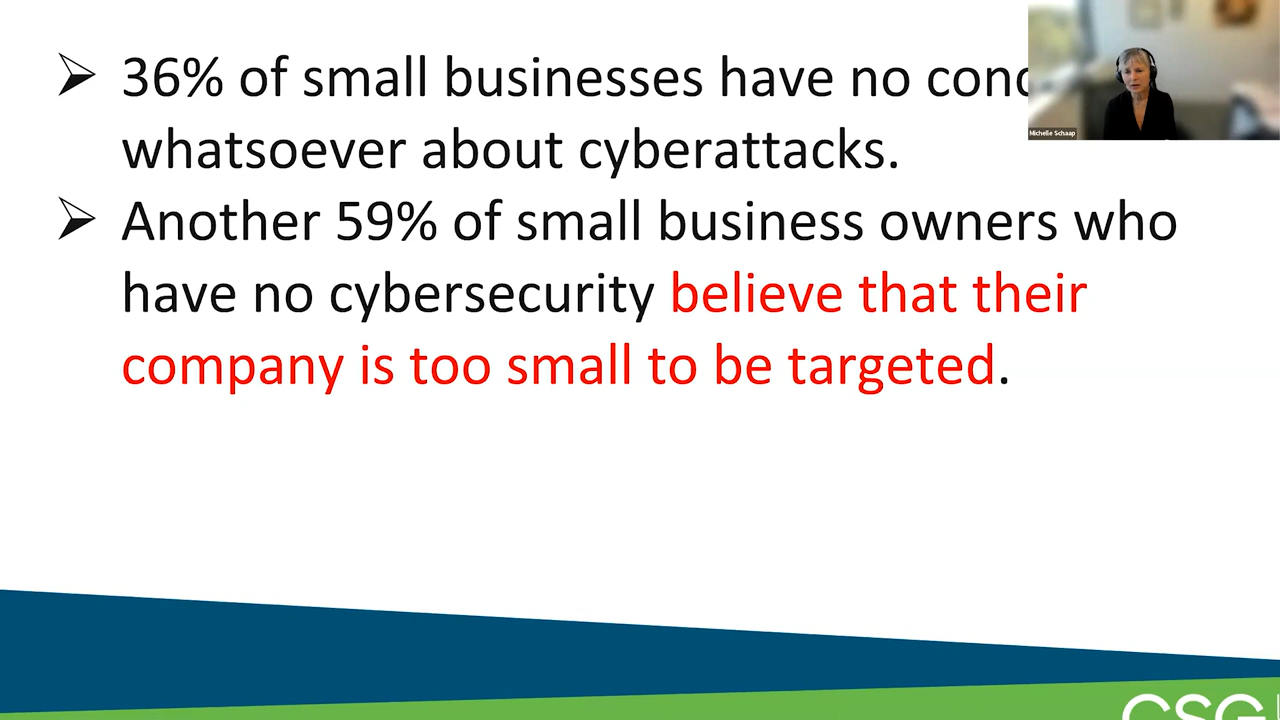 36% of small businesses have no conc
whatsoever about cyberattacks.
Another 59% of small business owners who
have no cybersecurity believe that their
company is too small to be targeted.
Michelle Schaap
CSG